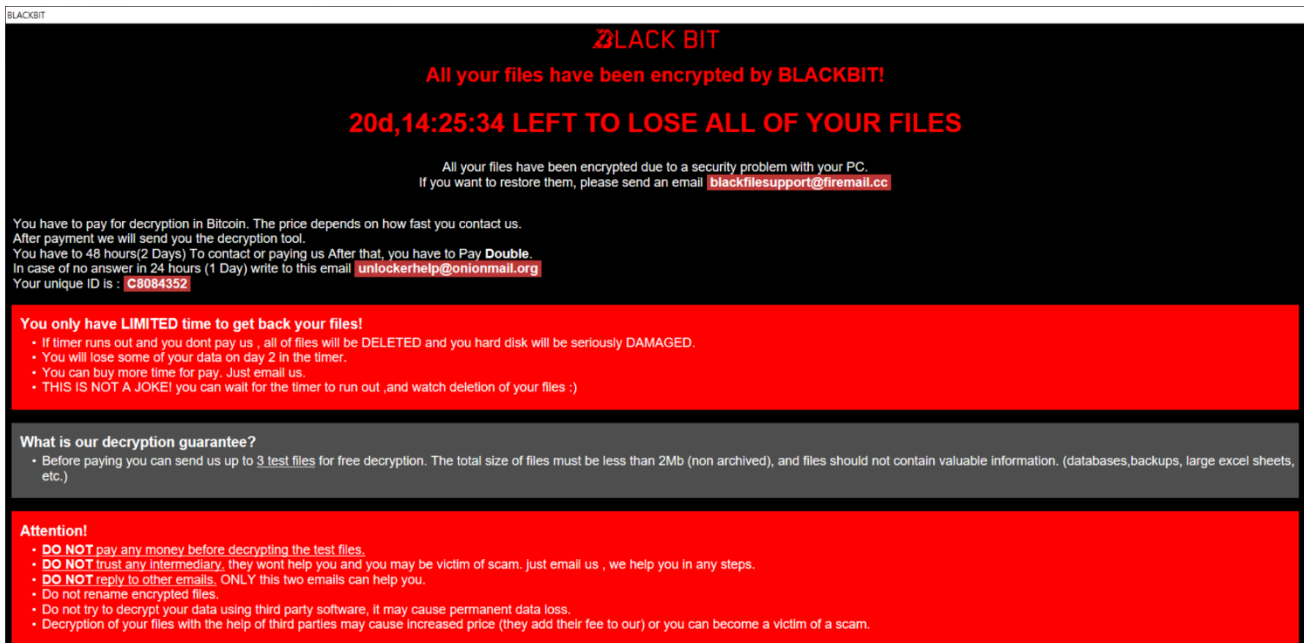 BLACKBIT
BLACK BIT
All your files have been encrypted by BLACKBIT!
20d,14:25:34 LEFT TO LOSE ALL OF YOUR FILES
All your files have been encrypted due to a security problem with your PC.
If you want to restore them, please send an email blackfilesupport@firemail.cc
You have to pay for decryption in Bitcoin. The price depends on how fast you contact us.
After payment we will send you the decryption tool.
You have to 48 hours(2 Days) To contact or paying us After that, you have to Pay Double.
In case of no answer in 24 hours (1 Day) write to this email unlockerhelp@onionmail.org
Your unique ID is : C8084352
You only have LIMITED time to get back your files!
• If timer runs out and you dont pay us , all of files will be DELETED and you hard disk will be seriously DAMAGED.
• You will lose some of your data on day 2 in the timer.
• You can buy more time for pay. Just email us.
• THIS IS NOT A JOKE! you can wait for the timer to run out ,and watch deletion of your files :)
What is our decryption guarantee?
• Before paying you can send us up to 3 test files for free decryption. The total size of files must be less than 2Mb (non archived), and files should not contain valuable information. (databases,backups, large excel sheets,
etc.)
Attention!
• DO NOT pay any money before decrypting the test files.
• DO NOT trust any intermediary. they wont help you and you may be victim of scam. just email us , we help you in any steps.
• DO NOT reply to other emails. ONLY this two emails can help you.
• Do not rename encrypted files.
• Do not try to decrypt your data using third party software, it may cause permanent data loss.
• Decryption of your files with the help of third parties may cause increased price (they add their fee to our) or you can become a victim of a scam.